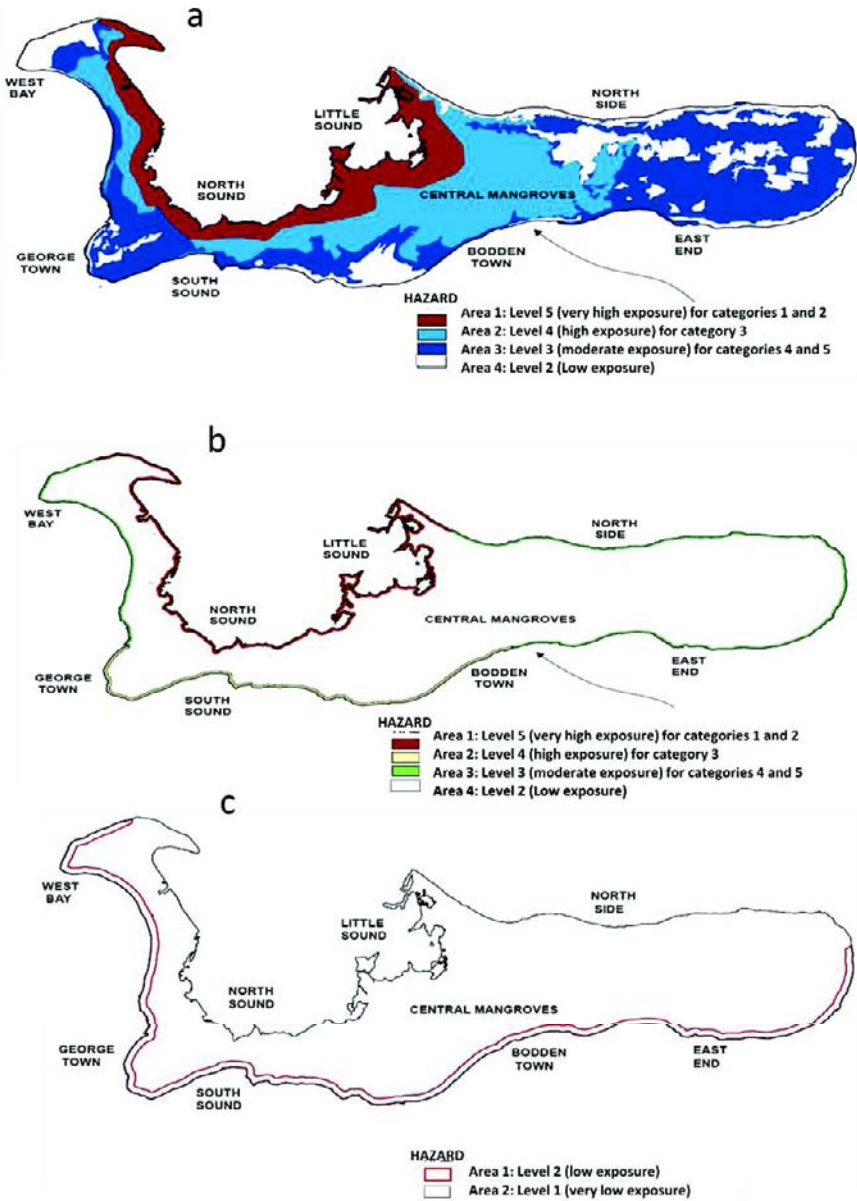 a
WEST
BAY
LITTLE
SOUND
NORTH
SIDE
NORTH
SOUND
CENTRAL MANGROVES
GEORGE
TOWN
SOUTH
SOUND
BODDEN
TOWN
EAST
END
HAZARD
Area 1: Level 5 (very high exposure) for categories 1 and 2
Area 2: Level 4 (high exposure) for category 3
Area 3: Level 3 (moderate exposure) for categories 4 and 5
Area 4: Level 2 (Low exposure)
b
WEST
BAY
LITTLE
SOUND
NORTH
SIDE
NORTH
SOUND
CENTRAL MANGROVES
GEORGE
TOWN
SOUTH
SOUND
BODDEN
TOWN
EAST
END
HAZARD
Area 1: Level 5 (very high exposure) for categories 1 and 2
Area 2: Level 4 (high exposure) for category 3
Area 3: Level 3 (moderate exposure) for categories 4 and 5
Area 4: Level 2 (Low exposure)
c
WEST
BAY
LITTLE
SOUND
NORTH
SIDE
NORTH
SOUND
CENTRAL MANGROVES
GEORGE
TOWN
SOUTH
SOUND
BODDEN
TOWN
EAST
END
HAZARD
Area 1: Level 2 (low exposure)
Area 2: Level 1 (very low exposure)